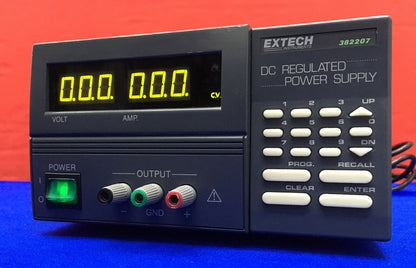 EXTECH
INSTRUMENTS
382207
DC REGULATED
POWER SUPPLY
0.0.0 0.0.0
C.V.
VOLT AMP.
1 2 3 UP
4 5 6 0
7 8 9 DN
PROG. RECALL
CLEAR ENTER
POWER
I
O
OUTPUT
− GND +